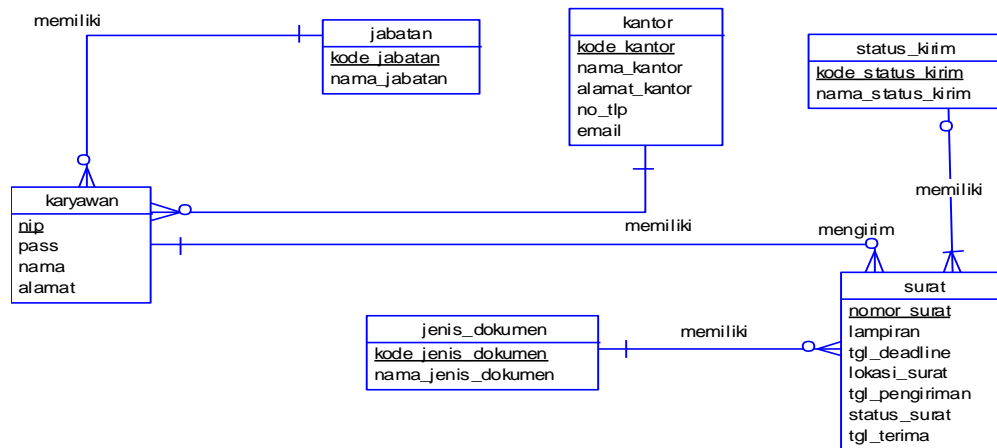 memiliki
jabatan
kode_jabatan
nama_jabatan
kantor
kode_kantor
nama_kantor
alamat_kantor
no_tlp
email
status_kirim
kode_status_kirim
nama_status_kirim
karyawan
nip
pass
nama
alamat
memiliki
memiliki
mengirim
surat
nomor_surat
lampiran
tgl_deadline
lokasi_surat
tgl_pengiriman
status_surat
tgl_terima
jenis_dokumen
kode_jenis_dokumen
nama_jenis_dokumen
memiliki